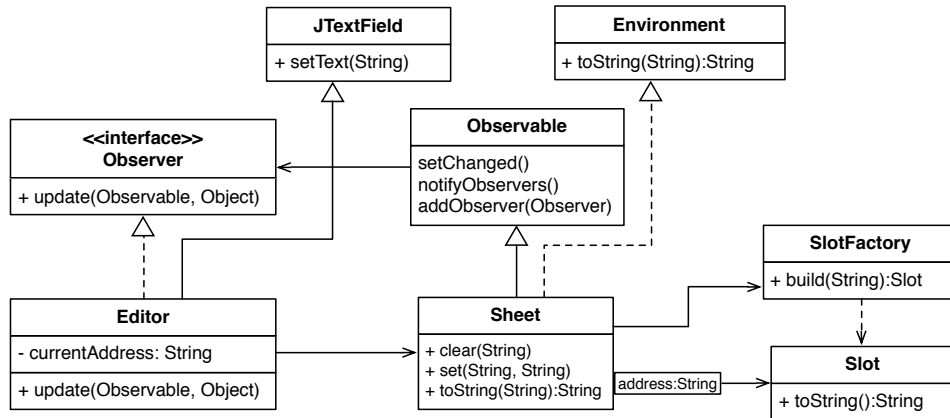 JTextField
+ setText(String)
Environment
+ toString(String):String
<<interface>>
Observer
+ update(Observable, Object)
Observable
setChanged()
notifyObservers()
addObserver(Observer)
SlotFactory
+ build(String):Slot
Editor
- currentAddress: String
+ update(Observable, Object)
Sheet
+ clear(String)
+ set(String, String)
+ toString(String):String
address:String
Slot
+ toString():String